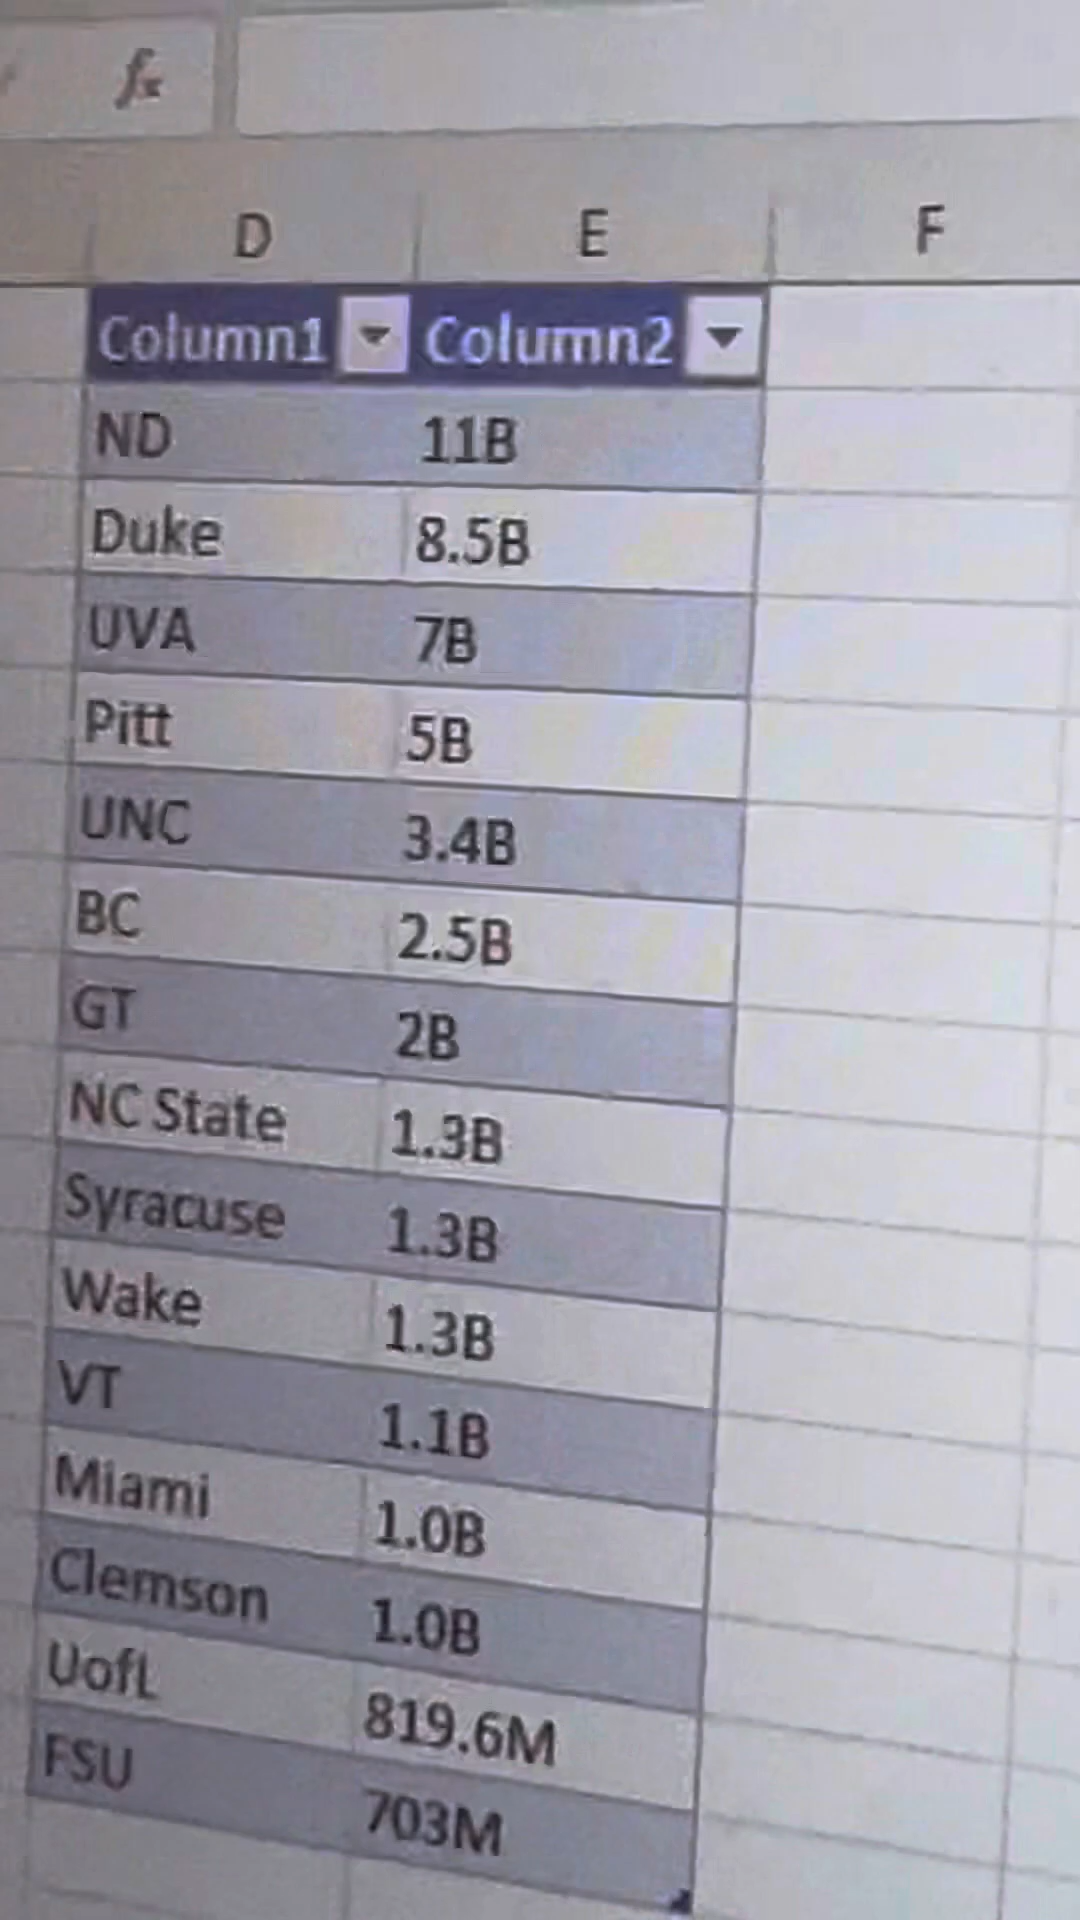 fx
D E F
Column1 Column2
ND 11B
Duke 8.5B
UVA 7B
Pitt 5B
UNC 3.4B
BC 2.5B
GT 2B
NC State 1.3B
Syracuse 1.3B
Wake 1.3B
VT 1.1B
Miami 1.0B
Clemson 1.0B
UofL 819.6M
FSU 703M